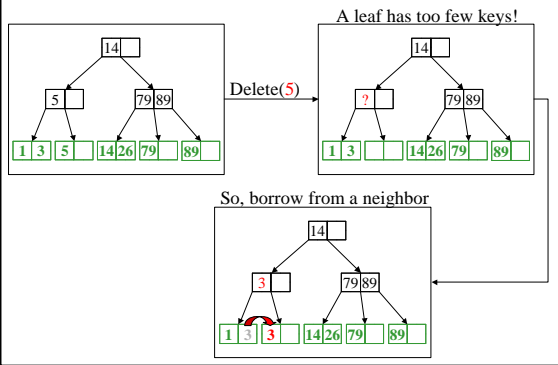 A leaf has too few keys!
14
5
79 89
1 3 5 14 26 79 89
Delete(5)
14
?
79 89
1 3 14 26 79 89
So, borrow from a neighbor
14
3
79 89
1 3 3 14 26 79 89